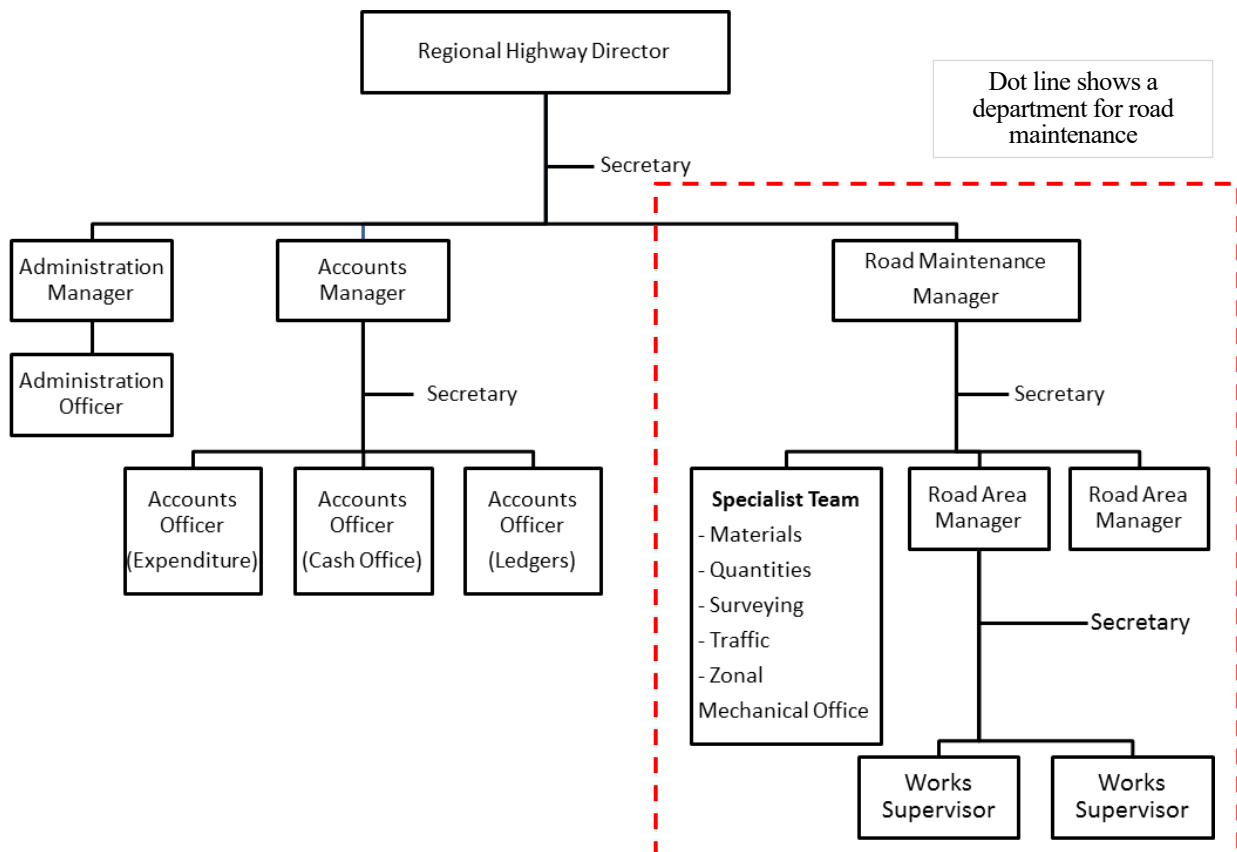 Regional Highway Director
Dot line shows a
department for road
maintenance
Secretary
Administration
Manager
Accounts
Manager
Road Maintenance
Manager
Administration
Officer
Secretary
Secretary
Accounts
Officer
(Expenditure)
Accounts
Officer
(Cash Office)
Accounts
Officer
(Ledgers)
Specialist Team
- Materials
- Quantities
- Surveying
- Traffic
- Zonal
Mechanical Office
Road Area
Manager
Road Area
Manager
Secretary
Works
Supervisor
Works
Supervisor